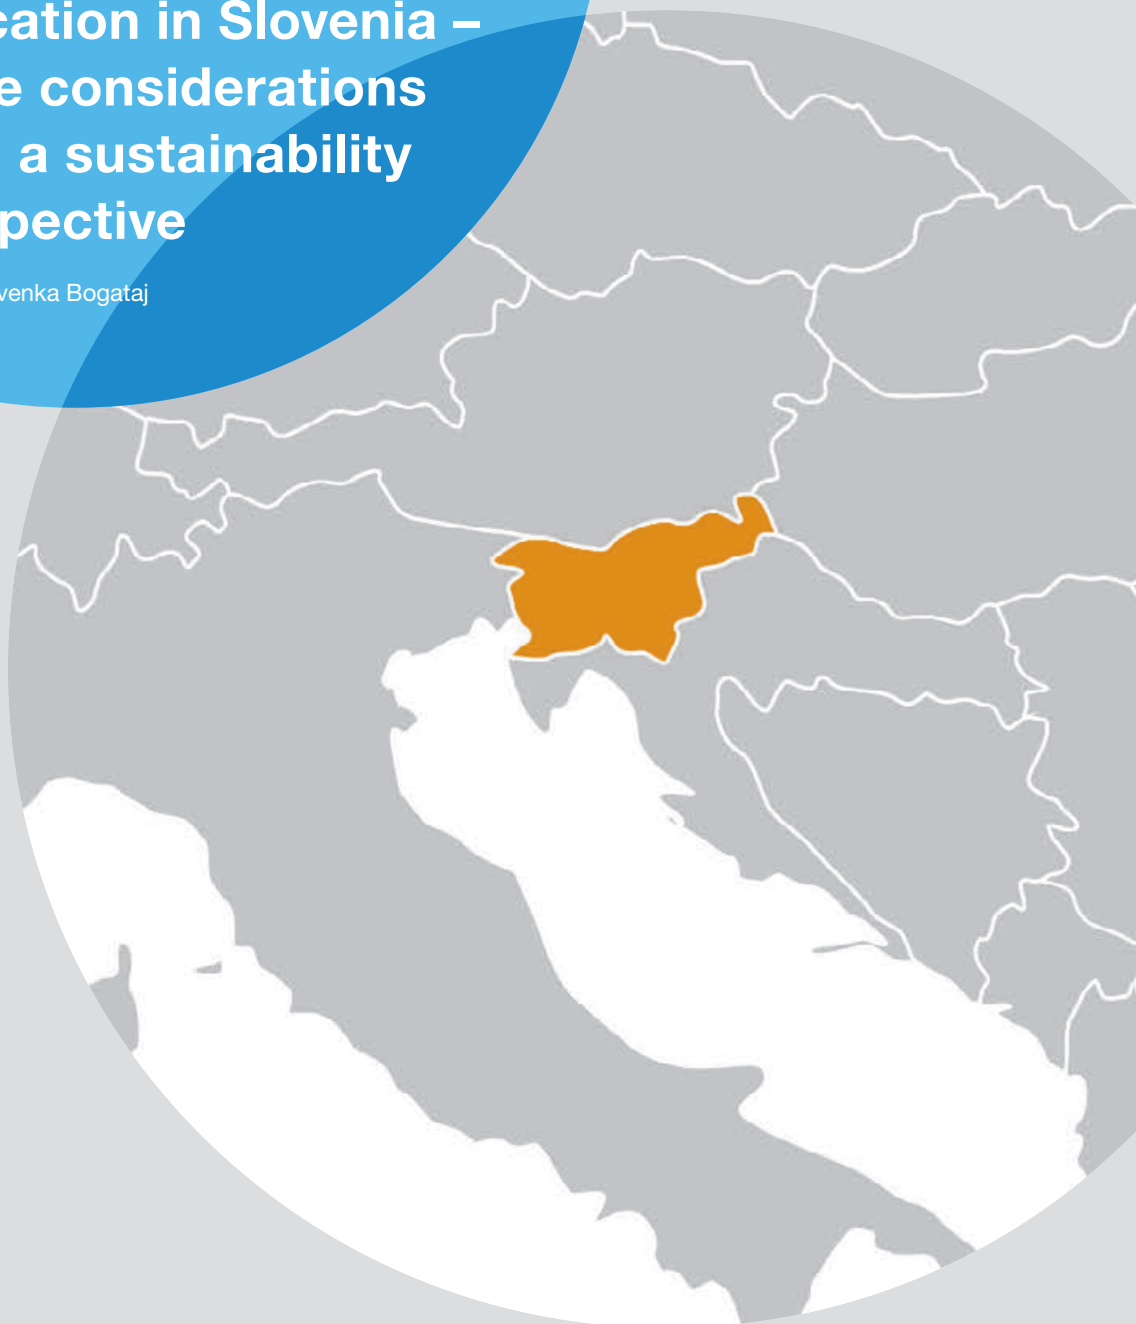 cation in Slovenia –
e considerations
a sustainability
pective
venka Bogataj